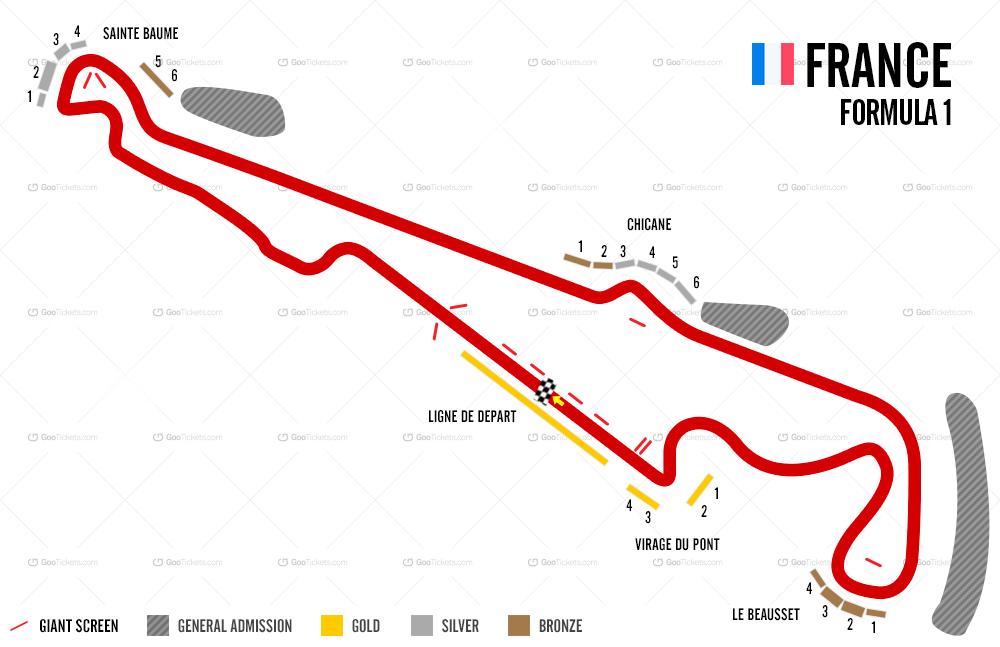 FRANCE
FORMULA 1
SAINTE BAUME
1
2
3
4
5
6
CHICANE
1
2
3
4
5
6
LIGNE DE DEPART
4
3
1
2
VIRAGE DU PONT
LE BEAUSSET
4
3
2
1
GIANT SCREEN
GENERAL ADMISSION
GOLD
SILVER
BRONZE
GooTickets.com